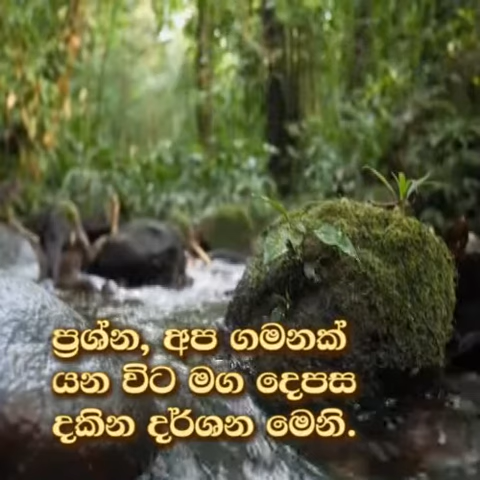 ප්‍රශ්න, අප ගමනක්
යන විට මග දෙපස
දකින දර්ශන මෙනි.